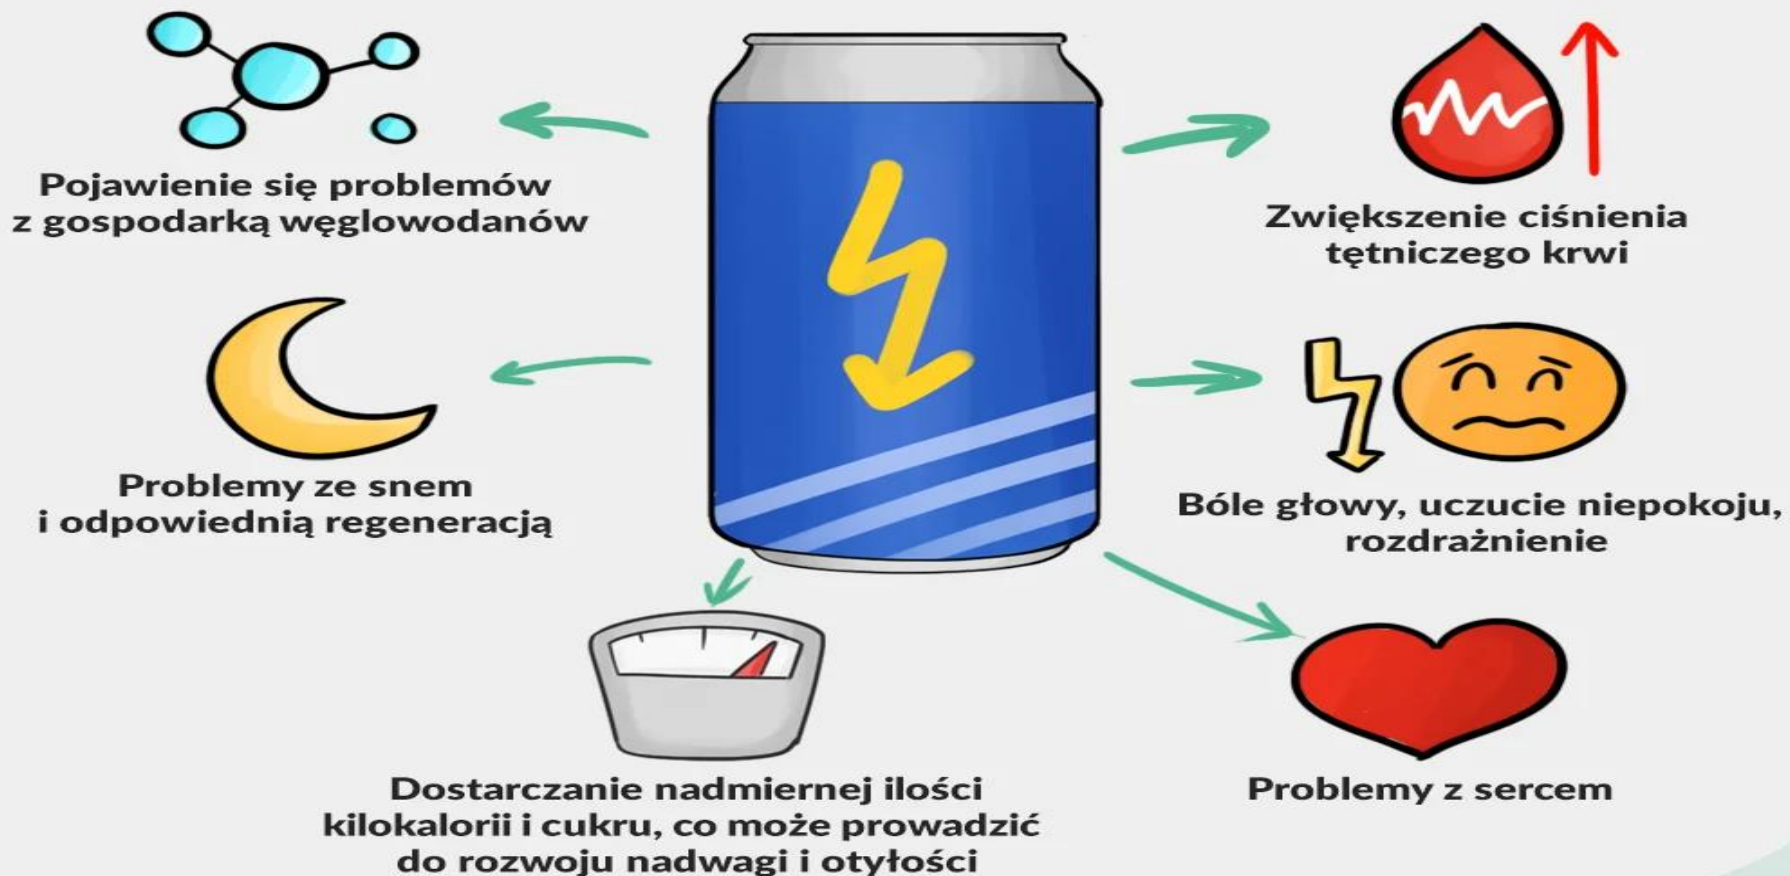 Pojawienie się problemów
z gospodarką węglowodanów
Zwiększenie ciśnienia
tętniczego krwi
Problemy ze snem
i odpowiednią regeneracją
Bóle głowy, uczucie niepokoju,
rozdrażnienie
Dostarczanie nadmiernej ilości
kilokalorii i cukru, co może prowadzić
do rozwoju nadwagi i otyłości
Problemy z sercem